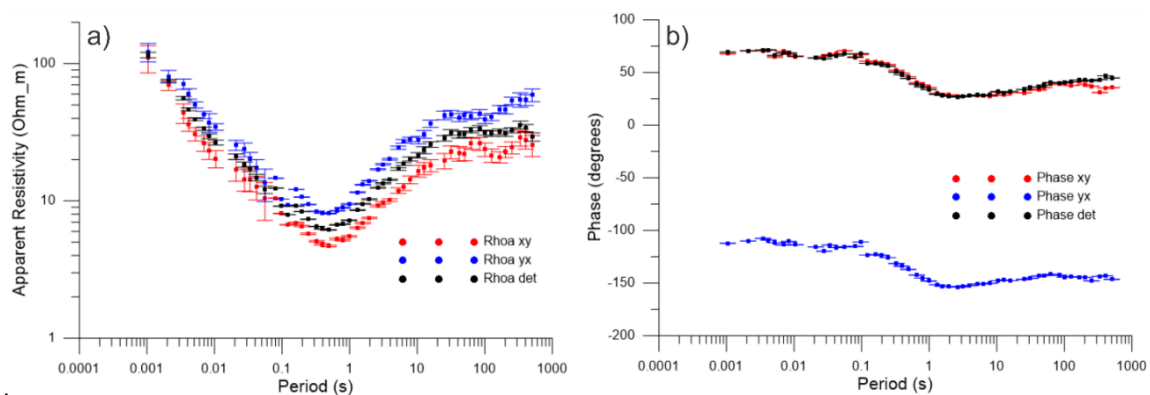 a)
Apparent Resistivity (Ohm_m)
100
10
1
Rhoa xy
Rhoa yx
Rhoa det
0.0001 0.001 0.01 0.1 1 10 100 1000
Period (s)
b)
Phase (degrees)
100
50
0
-50
-100
-150
-200
Phase xy
Phase yx
Phase det
0.0001 0.001 0.01 0.1 1 10 100 1000
Period (s)